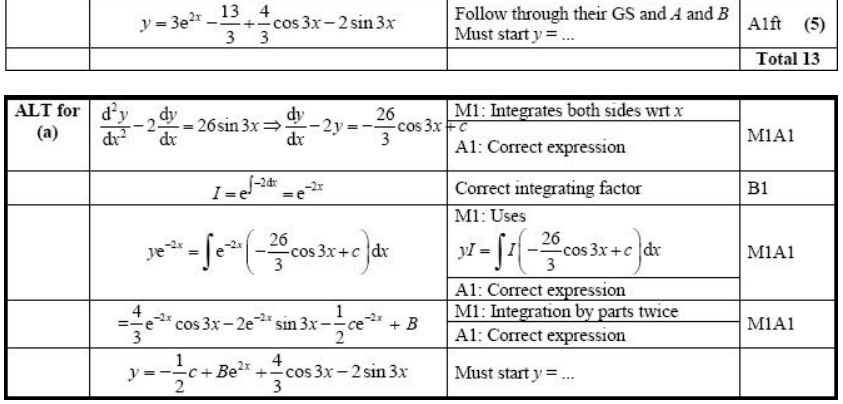 y = 3e^{2x} − 13/3 + 4/3 cos 3x − 2 sin 3x
Follow through their GS and A and B
Must start y = ...
A1ft (5)
Total 13
ALT for (a)
d²y/dx² − 2 dy/dx = 26 sin 3x ⇒ dy/dx − 2y = −26/3 cos 3x + c
M1: Integrates both sides wrt x
A1: Correct expression
M1A1
I = e^{∫−2dx} = e^{−2x}
Correct integrating factor
B1
ye^{−2x} = ∫ e^{−2x} (−26/3 cos 3x + c) dx
M1: Uses
yI = ∫ I (−26/3 cos 3x + c) dx
A1: Correct expression
M1A1
= 4/3 e^{−2x} cos 3x − 2e^{−2x} sin 3x − 1/2 ce^{−2x} + B
M1: Integration by parts twice
A1: Correct expression
M1A1
y = −1/2 c + Be^{2x} + 4/3 cos 3x − 2 sin 3x
Must start y = ...